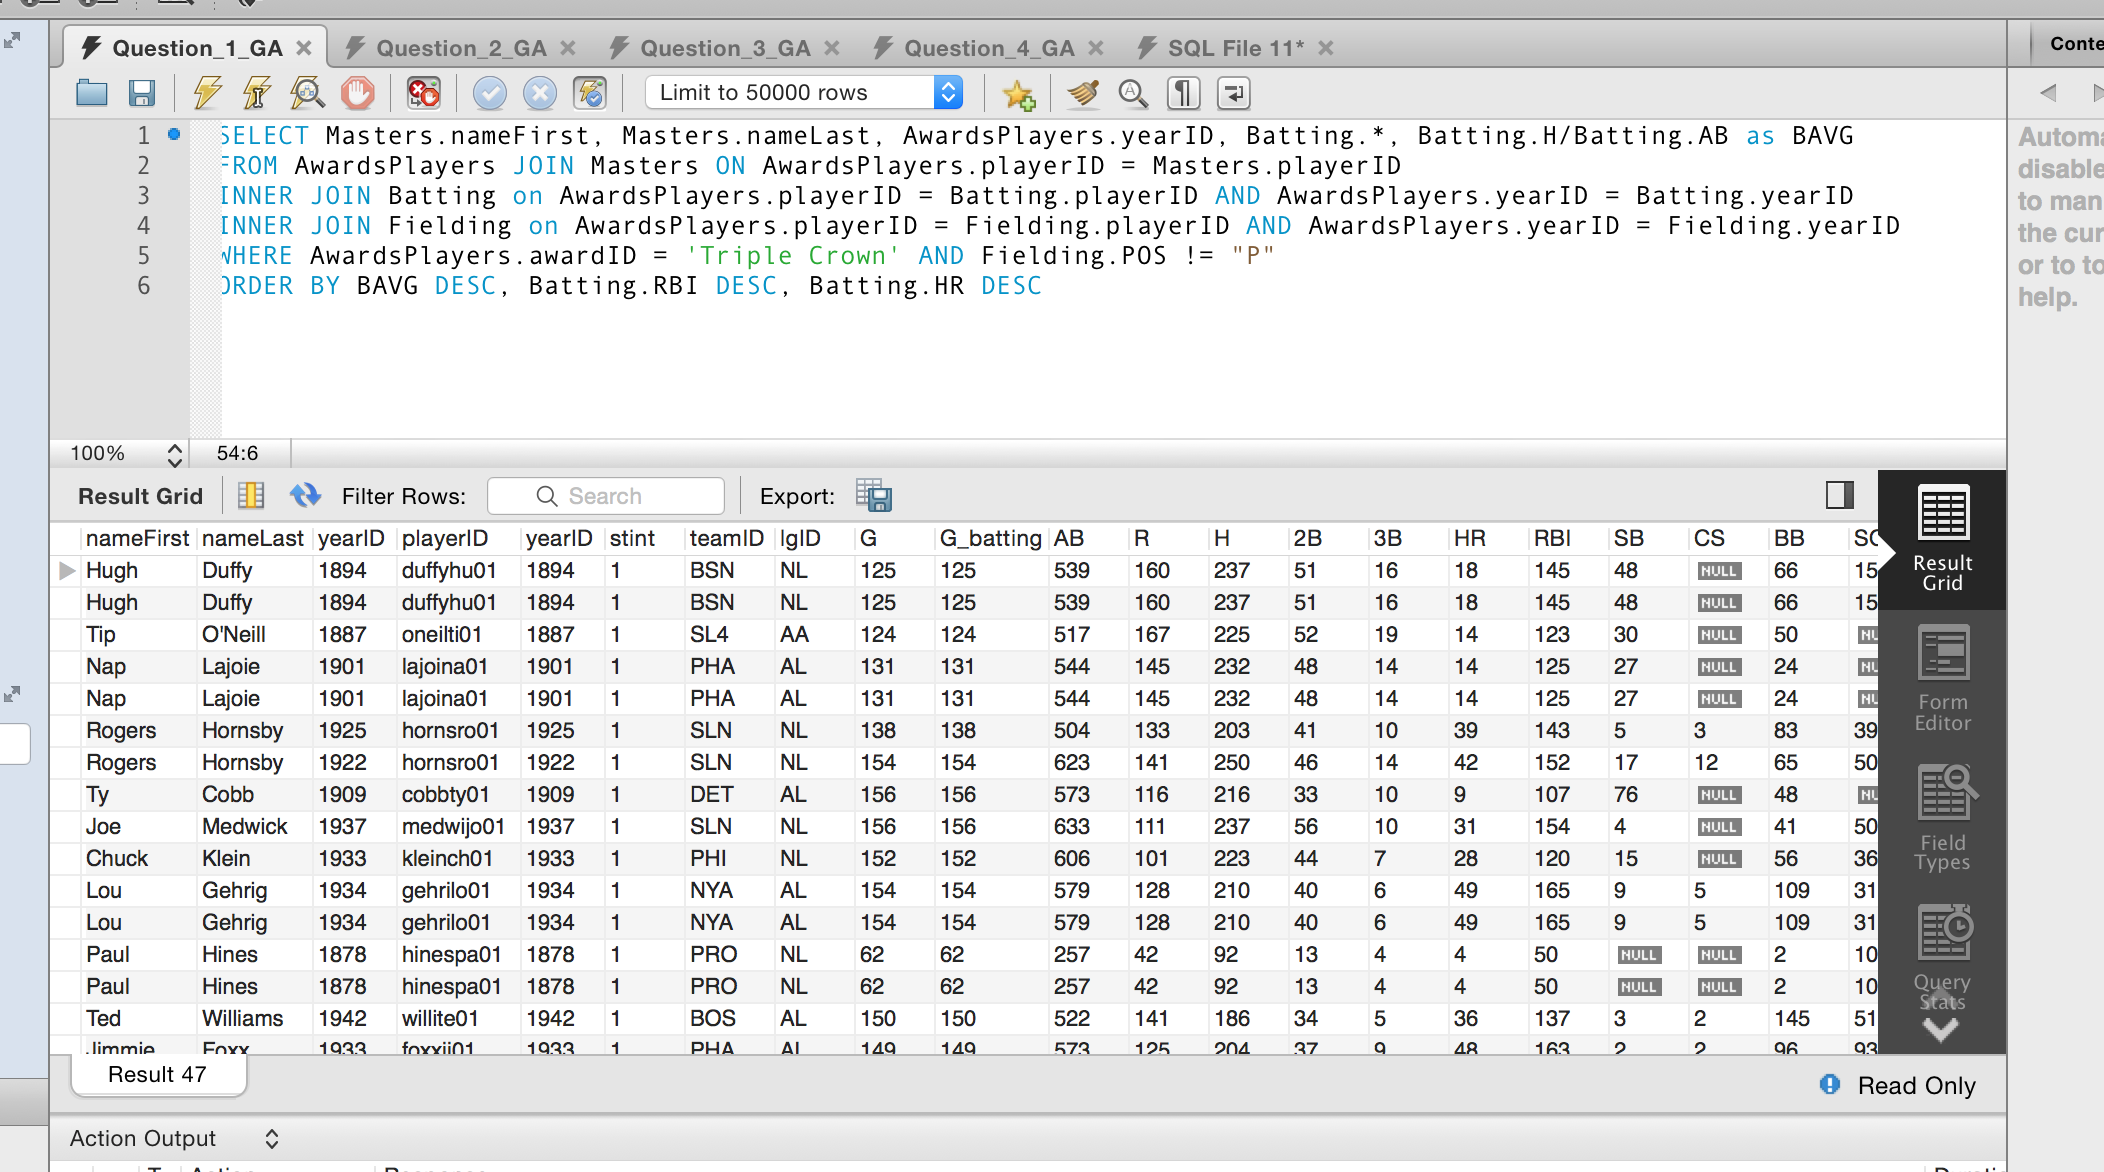 Question_1_GA Question_2_GA Question_3_GA Question_4_GA SQL File 11*
Limit to 50000 rows
1 SELECT Masters.nameFirst, Masters.nameLast, AwardsPlayers.yearID, Batting.*, Batting.H/Batting.AB as BAVG
2 FROM AwardsPlayers JOIN Masters ON AwardsPlayers.playerID = Masters.playerID
3 INNER JOIN Batting on AwardsPlayers.playerID = Batting.playerID AND AwardsPlayers.yearID = Batting.yearID
4 INNER JOIN Fielding on AwardsPlayers.playerID = Fielding.playerID AND AwardsPlayers.yearID = Fielding.yearID
5 WHERE AwardsPlayers.awardID = 'Triple Crown' AND Fielding.POS != "P"
6 ORDER BY BAVG DESC, Batting.RBI DESC, Batting.HR DESC
100% 54:6
Result Grid Filter Rows: Search Export:
nameFirst nameLast yearID playerID yearID stint teamID lgID G G_batting AB R H 2B 3B HR RBI SB CS BB SO
Hugh Duffy 1894 duffyhu01 1894 1 BSN NL 125 125 539 160 237 51 16 18 145 48 NULL 66 15
Hugh Duffy 1894 duffyhu01 1894 1 BSN NL 125 125 539 160 237 51 16 18 145 48 NULL 66 15
Tip O'Neill 1887 oneilti01 1887 1 SL4 AA 124 124 517 167 225 52 19 14 123 30 NULL 50 NU
Nap Lajoie 1901 lajoina01 1901 1 PHA AL 131 131 544 145 232 48 14 14 125 27 NULL 24 NU
Nap Lajoie 1901 lajoina01 1901 1 PHA AL 131 131 544 145 232 48 14 14 125 27 NULL 24 NU
Rogers Hornsby 1925 hornsro01 1925 1 SLN NL 138 138 504 133 203 41 10 39 143 5 3 83 39
Rogers Hornsby 1922 hornsro01 1922 1 SLN NL 154 154 623 141 250 46 14 42 152 17 12 65 50
Ty Cobb 1909 cobbty01 1909 1 DET AL 156 156 573 116 216 33 10 9 107 76 NULL 48 NU
Joe Medwick 1937 medwijo01 1937 1 SLN NL 156 156 633 111 237 56 10 31 154 4 NULL 41 50
Chuck Klein 1933 kleinch01 1933 1 PHI NL 152 152 606 101 223 44 7 28 120 15 NULL 56 36
Lou Gehrig 1934 gehrilo01 1934 1 NYA AL 154 154 579 128 210 40 6 49 165 9 5 109 31
Lou Gehrig 1934 gehrilo01 1934 1 NYA AL 154 154 579 128 210 40 6 49 165 9 5 109 31
Paul Hines 1878 hinespa01 1878 1 PRO NL 62 62 257 42 92 13 4 4 50 NULL NULL 2 10
Paul Hines 1878 hinespa01 1878 1 PRO NL 62 62 257 42 92 13 4 4 50 NULL NULL 2 10
Ted Williams 1942 willite01 1942 1 BOS AL 150 150 522 141 186 34 5 36 137 3 2 145 51
Jimmie Foxx 1933 foxxji01 1933 1 PHA AL 149 149 573 125 204 37 9 48 163 2 2 96 93
Result 47
Read Only
Action Output
Result
Grid
Form
Editor
Field
Types
Query
Stats
Conte
Automa
disable
to man
the cur
or to to
help.